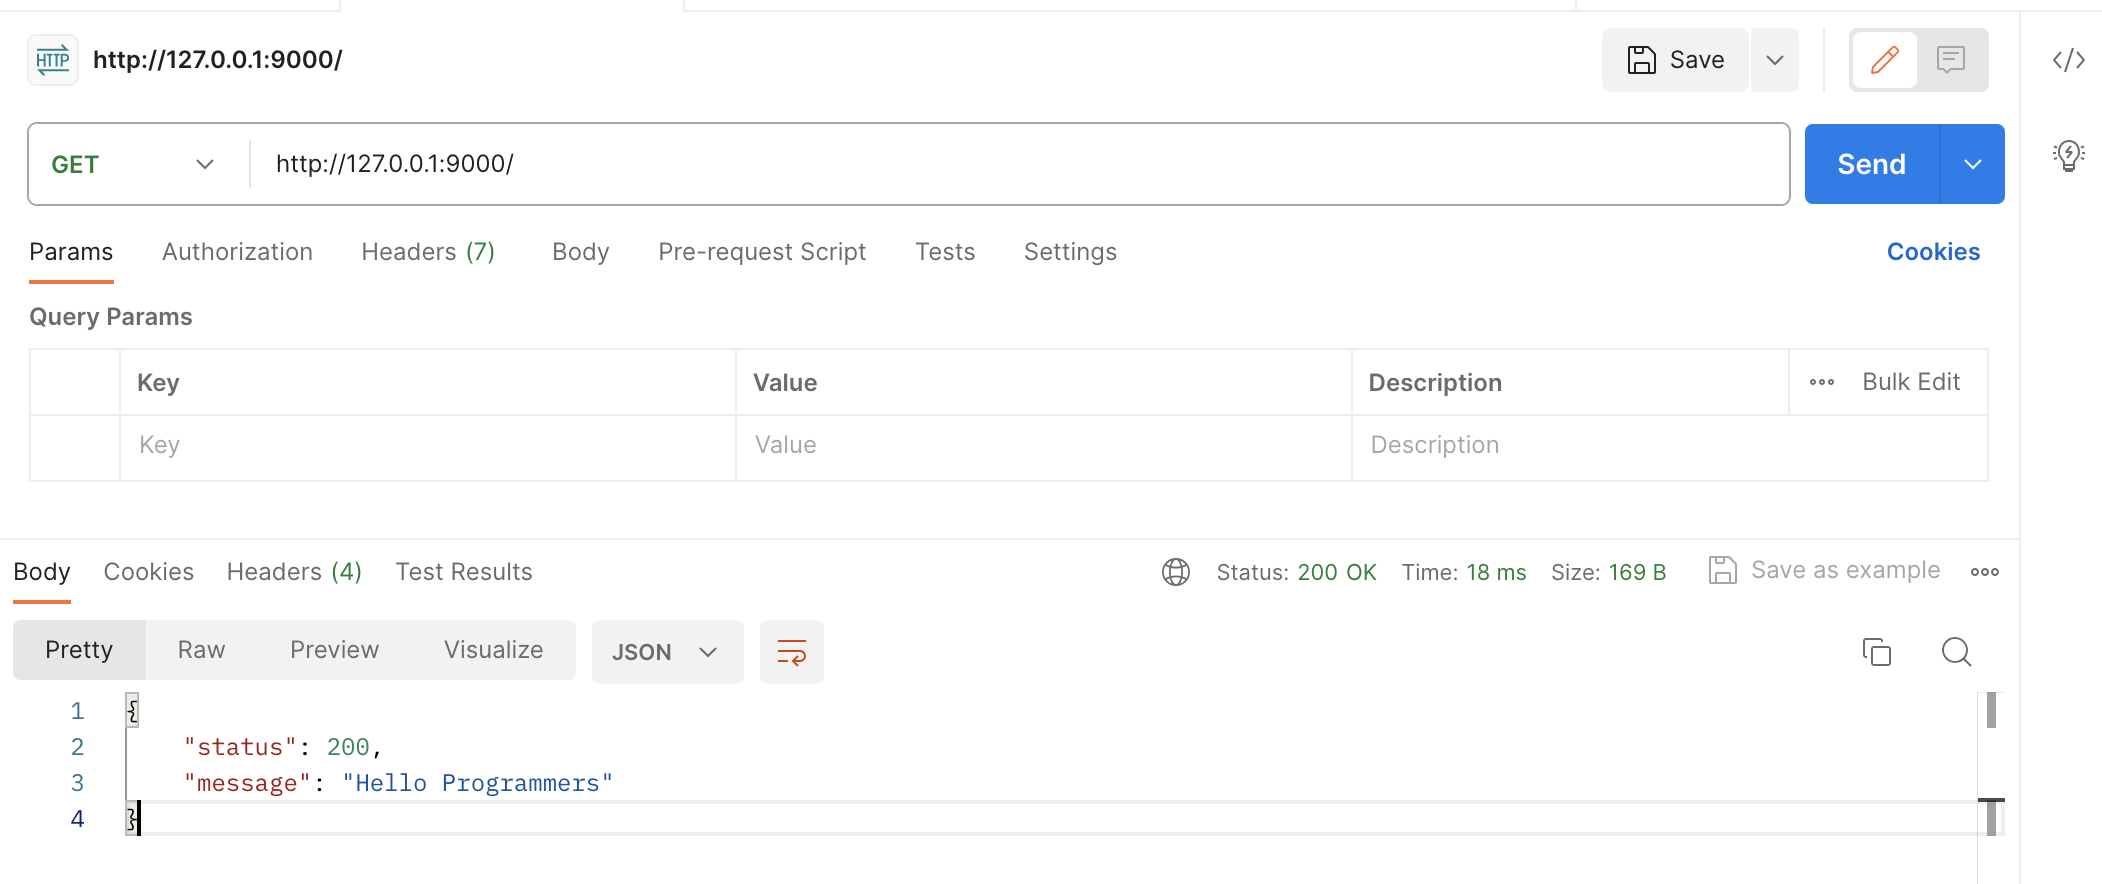 HTTP http://127.0.0.1:9000/ Save
GET http://127.0.0.1:9000/ Send
Params Authorization Headers (7) Body Pre-request Script Tests Settings Cookies
Query Params
Key Value Description Bulk Edit
Key Value Description
Body Cookies Headers (4) Test Results Status: 200 OK Time: 18 ms Size: 169 B Save as example
Pretty Raw Preview Visualize JSON
1 {
2 "status": 200,
3 "message": "Hello Programmers"
4 }